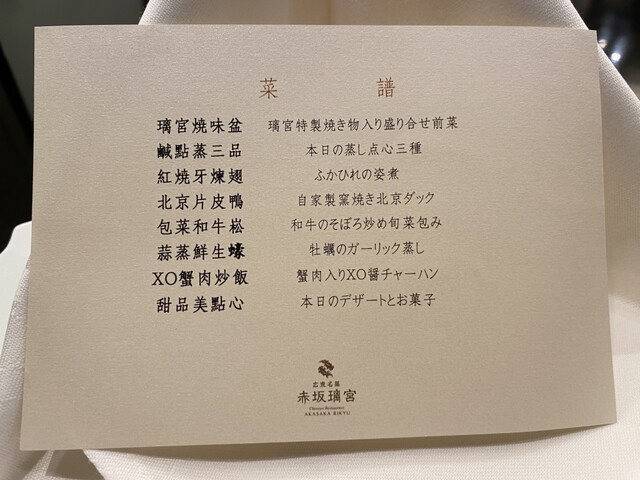 菜譜
璃宮焼味盆 璃宮特製焼き物入り盛り合せ前菜
鹹點蒸三品 本日の蒸し点心三種
紅焼牙煉翅 ふかひれの姿煮
北京片皮鴨 自家製窯焼き北京ダック
包菜和牛崧 和牛のそぼろ炒め旬菜包み
蒜蒸鮮生蠔 牡蠣のガーリック蒸し
XO蟹肉炒飯 蟹肉入りXO醤チャーハン
甜品美點心 本日のデザートとお菓子
広東名菜
赤坂璃宮
Chinese Restaurant
AKASAKA RIKYU